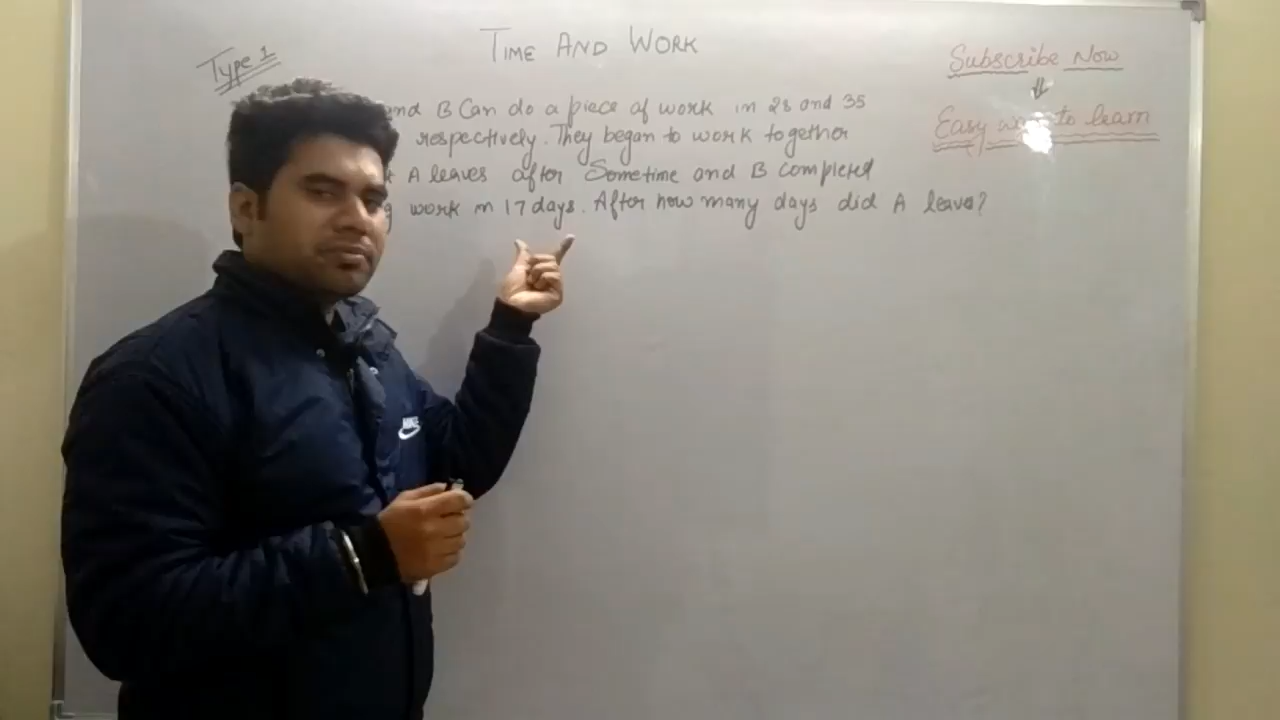 TIME AND WORK
Type 1
Subscribe Now
Easy to learn
and B Can do a piece of work in 28 and 35
respectively. They began to work together
A leaves after Sometime and B Completed
work in 17 days. After how many days did A leave?
NIKE